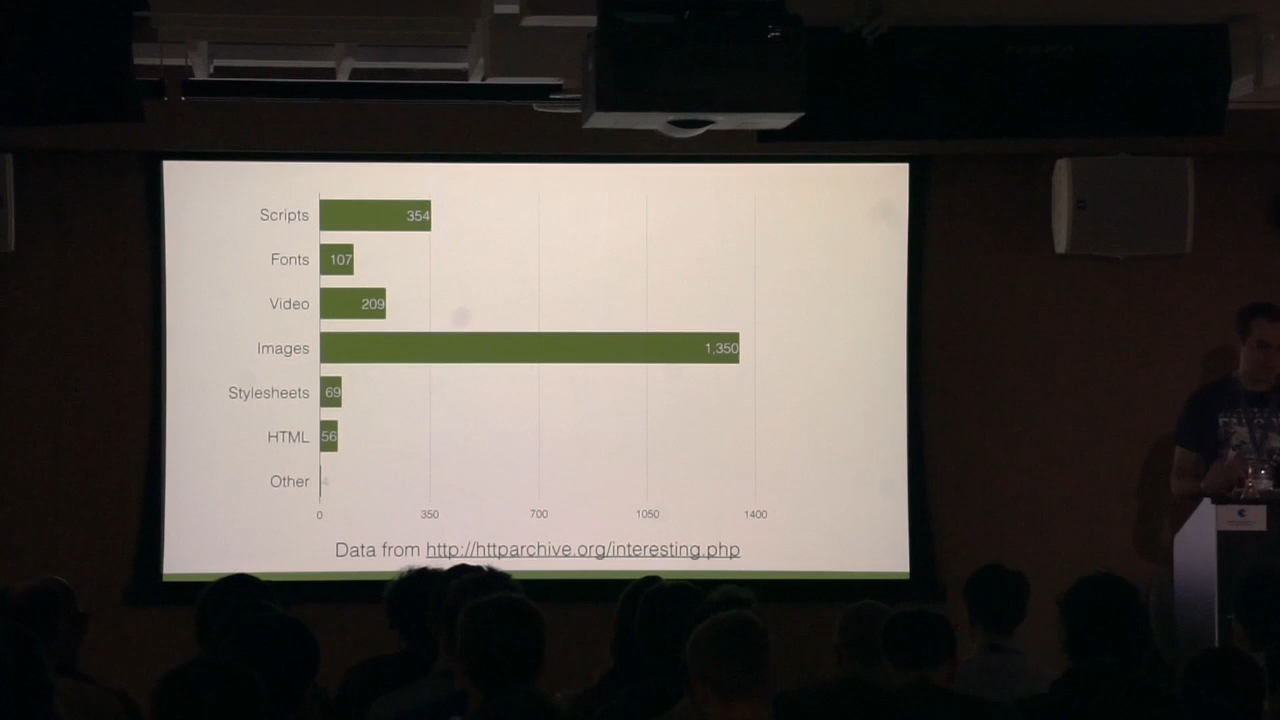 Scripts 354
Fonts 107
Video 209
Images 1,350
Stylesheets 69
HTML 56
Other 4
0 350 700 1050 1400
Data from http://httparchive.org/interesting.php